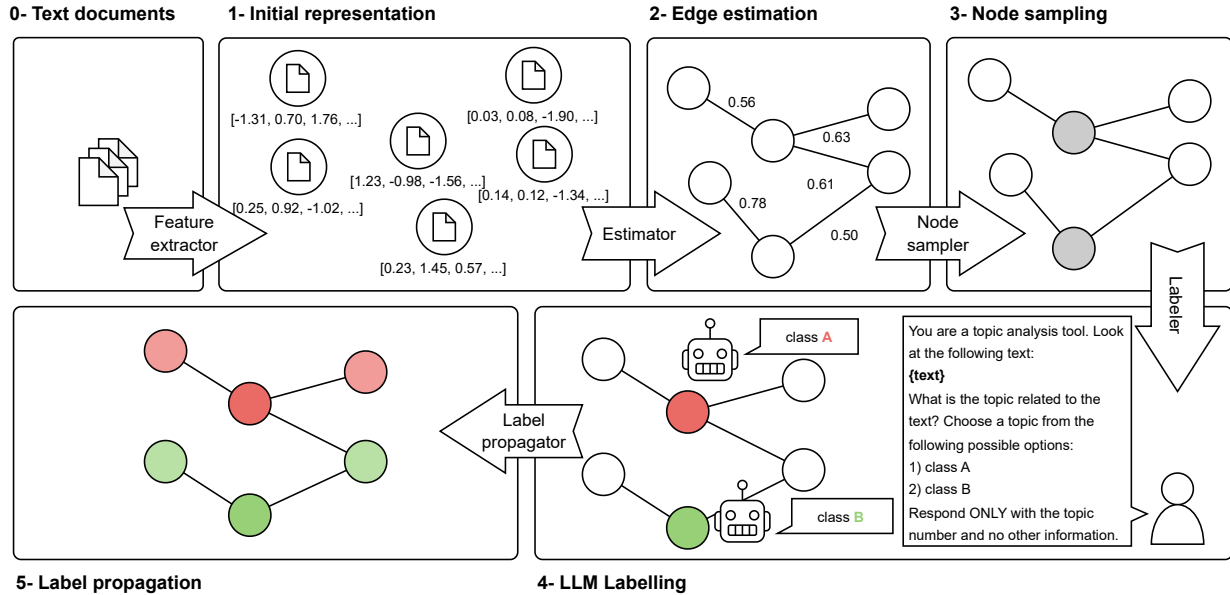 0- Text documents
1- Initial representation
2- Edge estimation
3- Node sampling
[-1.31, 0.70, 1.76, ...]
[0.03, 0.08, -1.90, ...]
[1.23, -0.98, -1.56, ...]
[0.14, 0.12, -1.34, ...]
[0.25, 0.92, -1.02, ...]
[0.23, 1.45, 0.57, ...]
Feature
extractor
Estimator
0.56
0.63
0.61
0.78
0.50
Node
sampler
Labeler
class A
class B
You are a topic analysis tool. Look
at the following text:
{text}
What is the topic related to the
text? Choose a topic from the
following possible options:
1) class A
2) class B
Respond ONLY with the topic
number and no other information.
Label
propagator
5- Label propagation
4- LLM Labelling